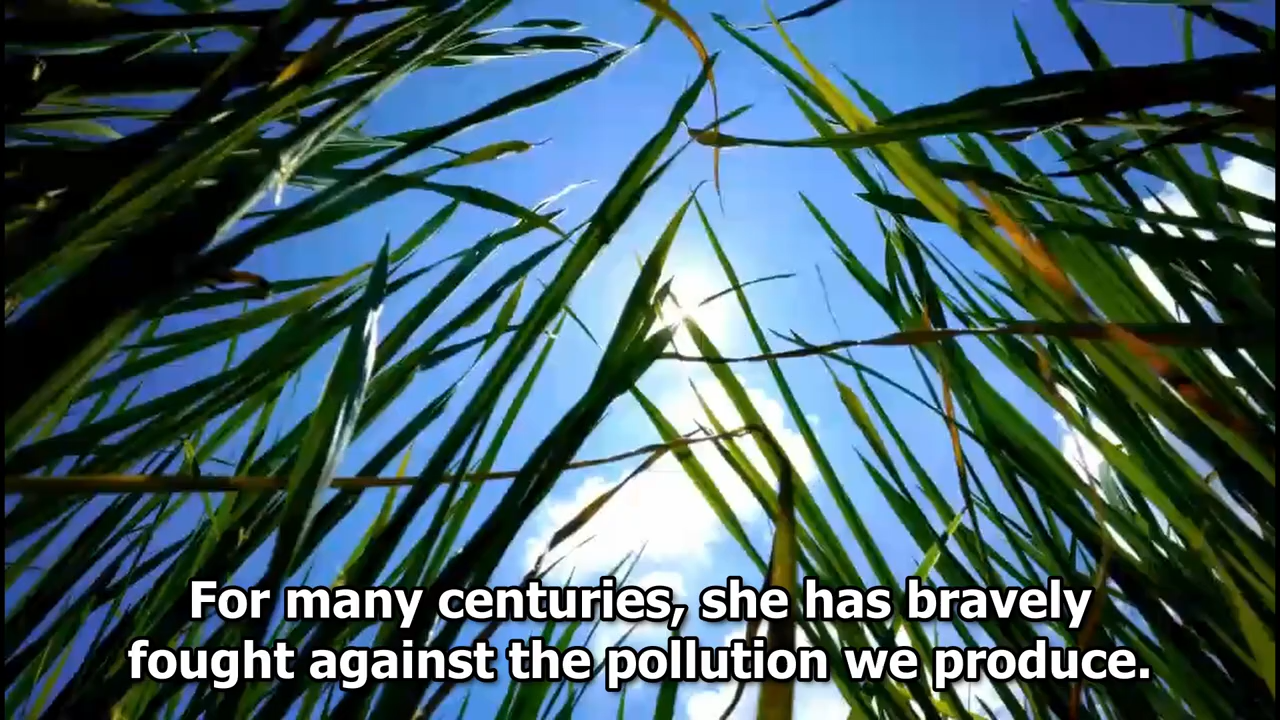 For many centuries, she has bravely
fought against the pollution we produce.